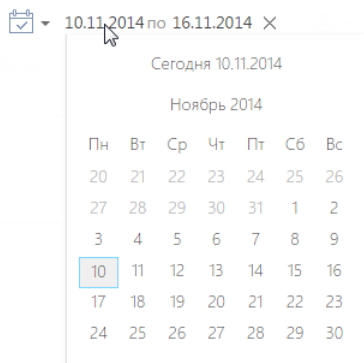 10.11.2014 по 16.11.2014 ×
Сегодня 10.11.2014
Ноябрь 2014
Пн Вт Ср Чт Пт Сб Вс
20 21 22 23 24 25 26
27 28 29 30 31 1 2
3 4 5 6 7 8 9
10 11 12 13 14 15 16
17 18 19 20 21 22 23
24 25 26 27 28 29 30